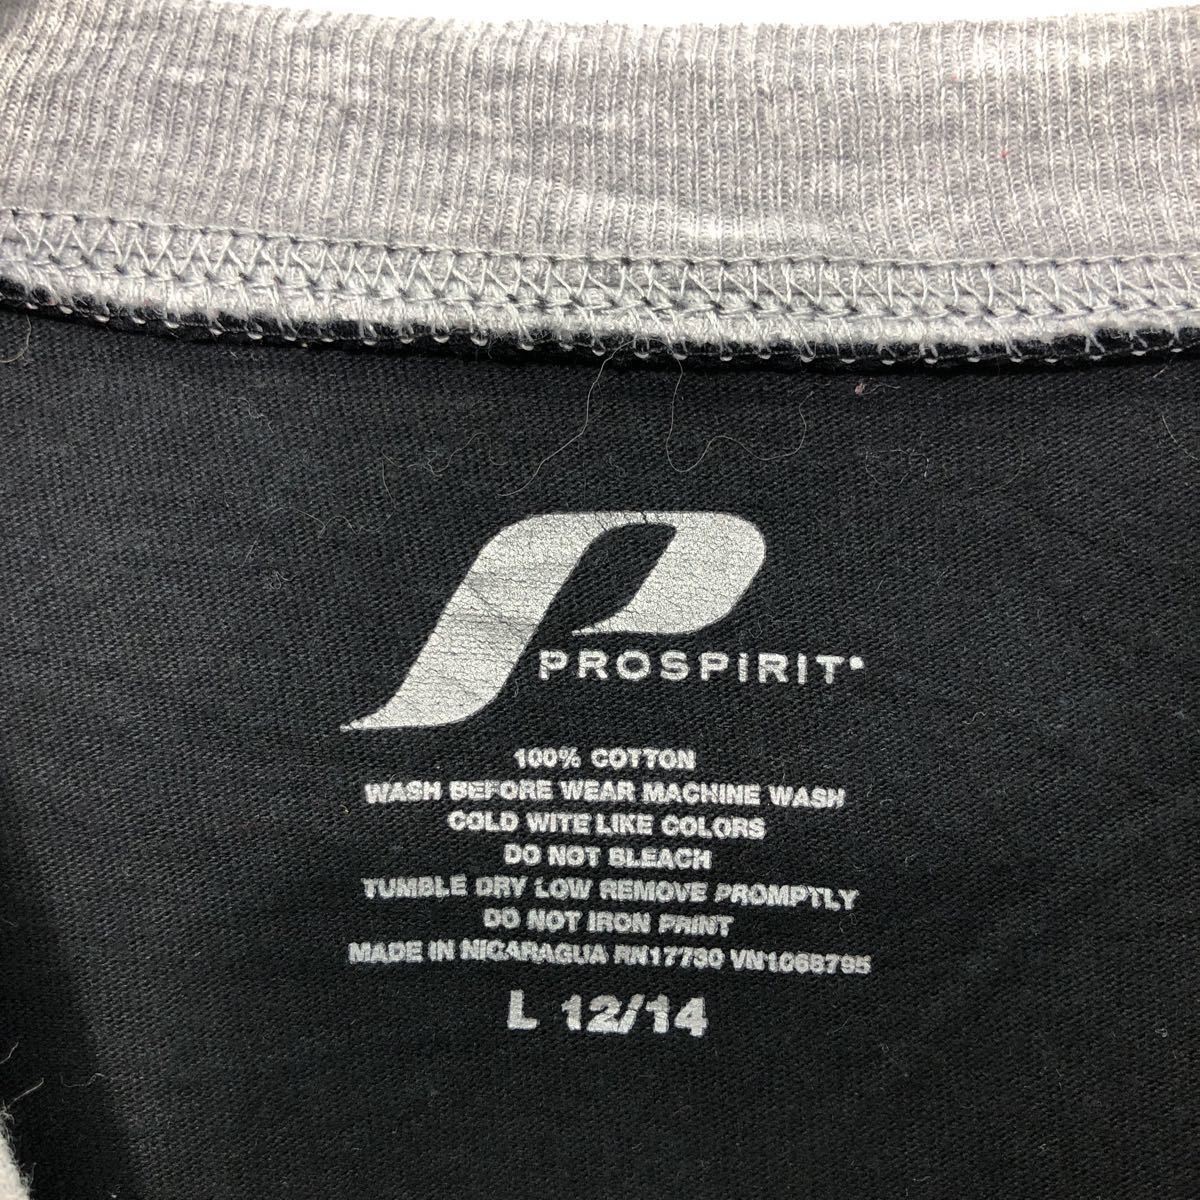 PROSPIRIT
100% COTTON
WASH BEFORE WEAR MACHINE WASH
COLD WITE LIKE COLORS
DO NOT BLEACH
TUMBLE DRY LOW REMOVE PROMPTLY
DO NOT IRON PRINT
MADE IN NICARAGUA RN17730 VN1068795
L 12/14